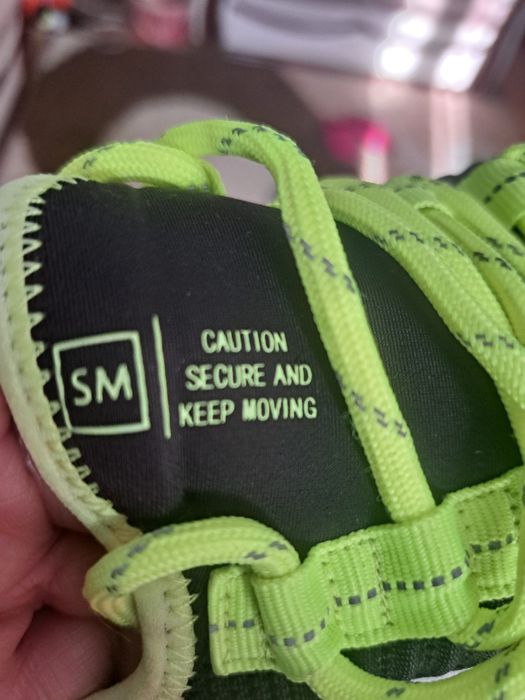 SM
CAUTION
SECURE AND
KEEP MOVING